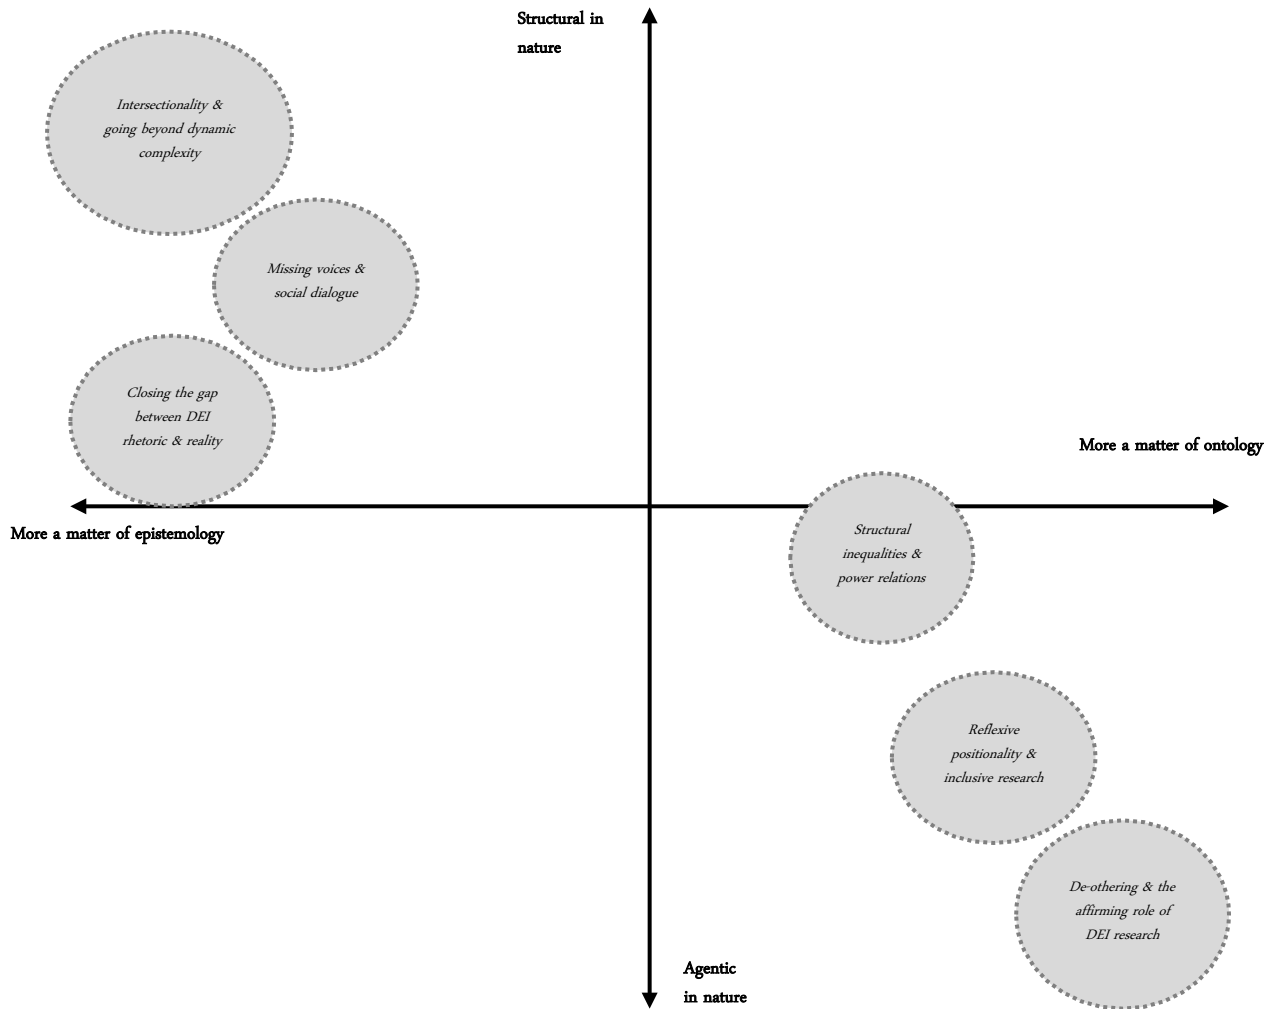 Structural in
nature
Intersectionality &
going beyond dynamic
complexity
Missing voices &
social dialogue
Closing the gap
between DEI
rhetoric & reality
More a matter of ontology
More a matter of epistemology
Structural
inequalities &
power relations
Reflexive
positionality &
inclusive research
De-othering & the
affirming role of
DEI research
Agentic
in nature